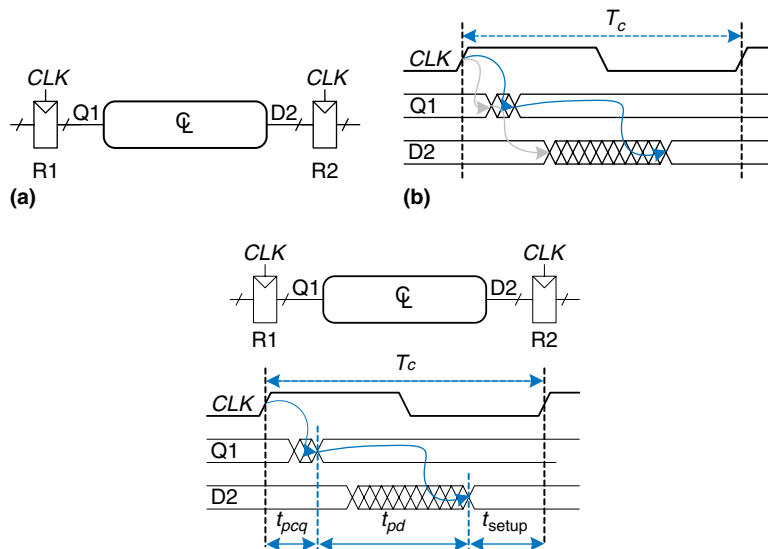 CLK CLK
Q1 CL D2
R1 R2
(a)
Tc
CLK
Q1
D2
(b)
CLK CLK
Q1 CL D2
R1 R2
Tc
CLK
Q1
D2
tpcq tpd tsetup